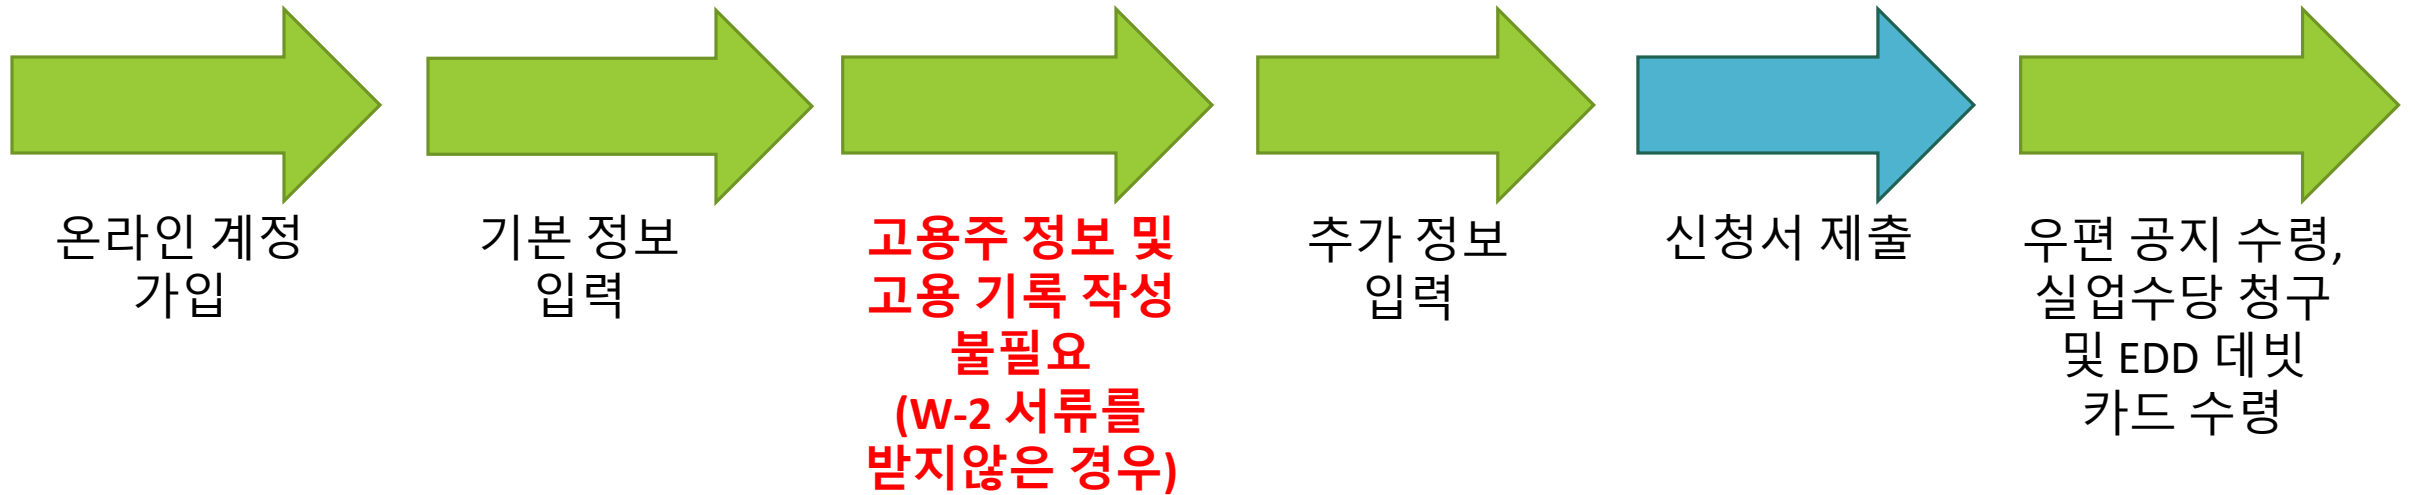 온라인 계정
가입
기본 정보
입력
고용주 정보 및
고용 기록 작성
불필요
(W-2 서류를
받지않은 경우)
추가 정보
입력
신청서 제출
우편 공지 수령,
실업수당 청구
및 EDD 데빗
카드 수령